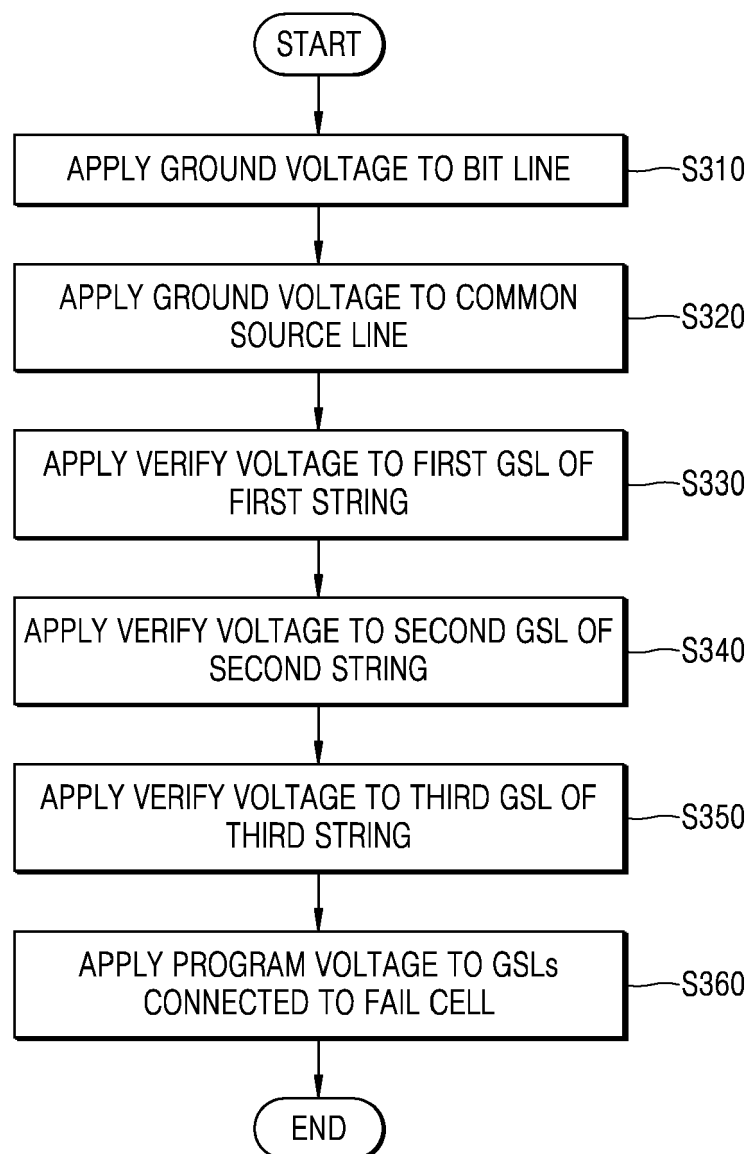 START
APPLY GROUND VOLTAGE TO BIT LINE
S310
APPLY GROUND VOLTAGE TO COMMON
SOURCE LINE
S320
APPLY VERIFY VOLTAGE TO FIRST GSL OF
FIRST STRING
S330
APPLY VERIFY VOLTAGE TO SECOND GSL OF
SECOND STRING
S340
APPLY VERIFY VOLTAGE TO THIRD GSL OF
THIRD STRING
S350
APPLY PROGRAM VOLTAGE TO GSLs
CONNECTED TO FAIL CELL
S360
END